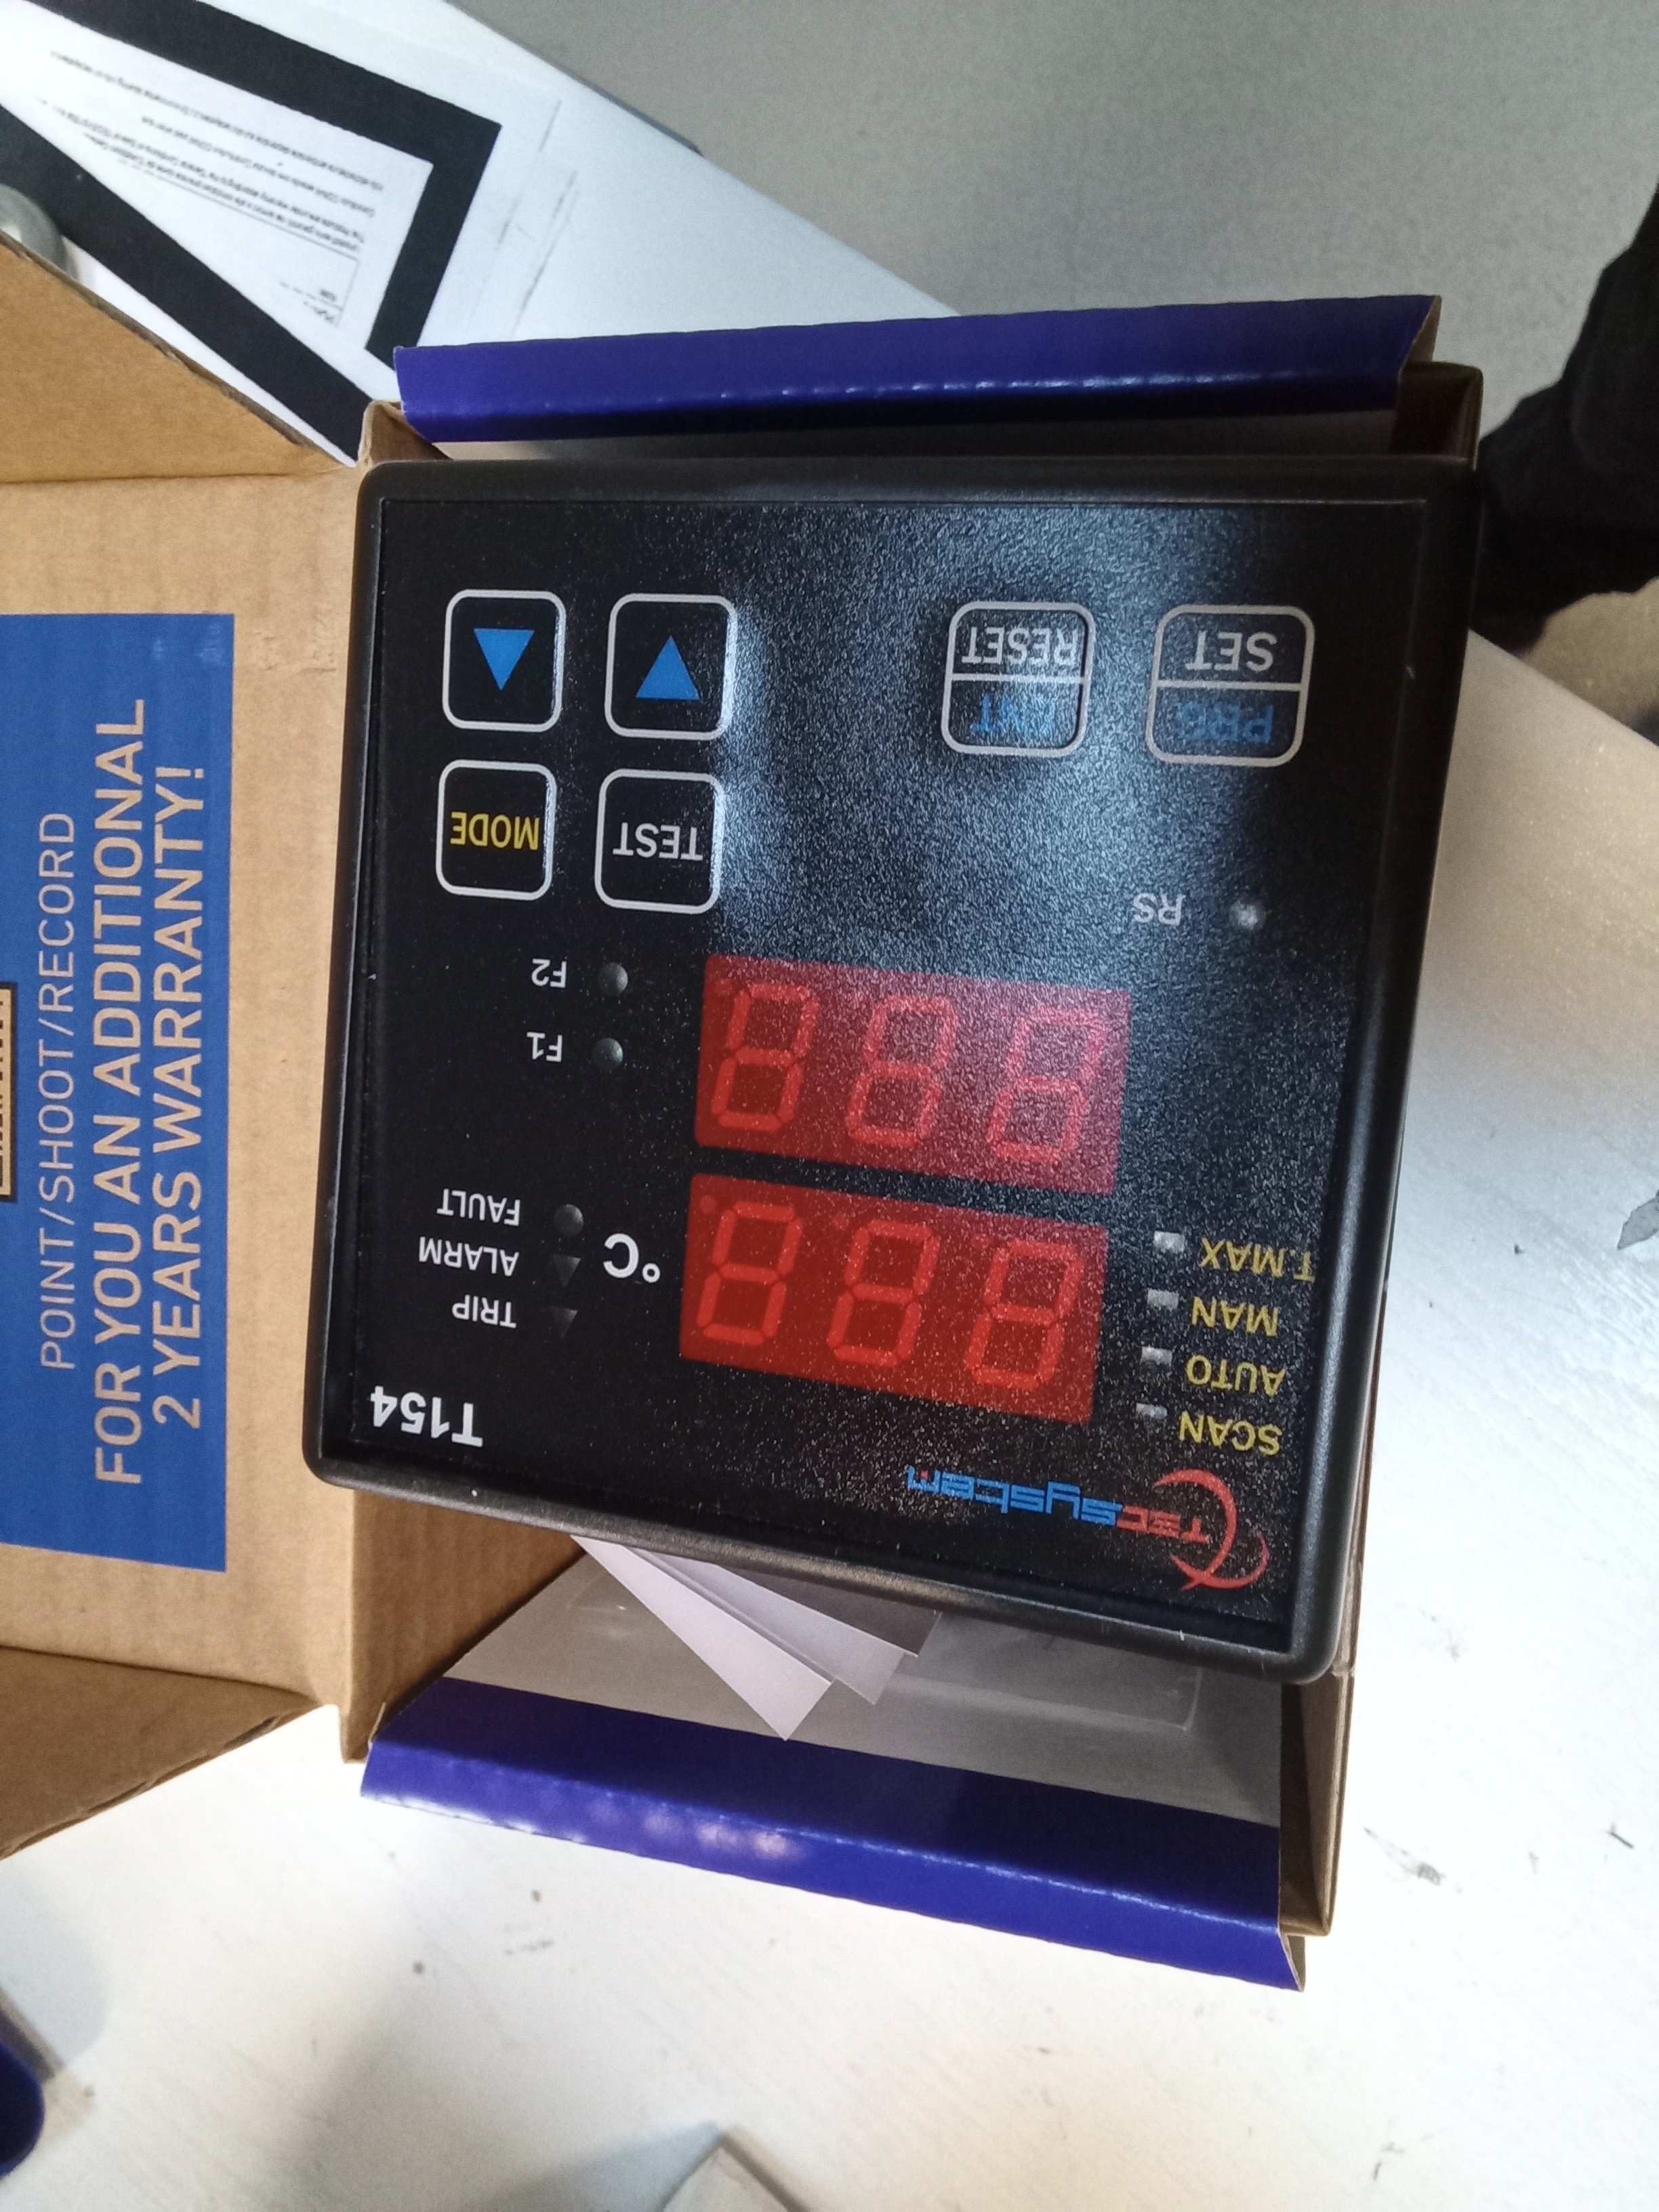 TECsystem
T154
SCAN
AUTO
MAN
T.MAX
°C
TRIP
ALARM
FAULT
F1
F2
RS
TEST
MODE
PRG
SET
ENT
RESET
POINT/SHOOT/RECORD
FOR YOU AN ADDITIONAL
2 YEARS WARRANTY!